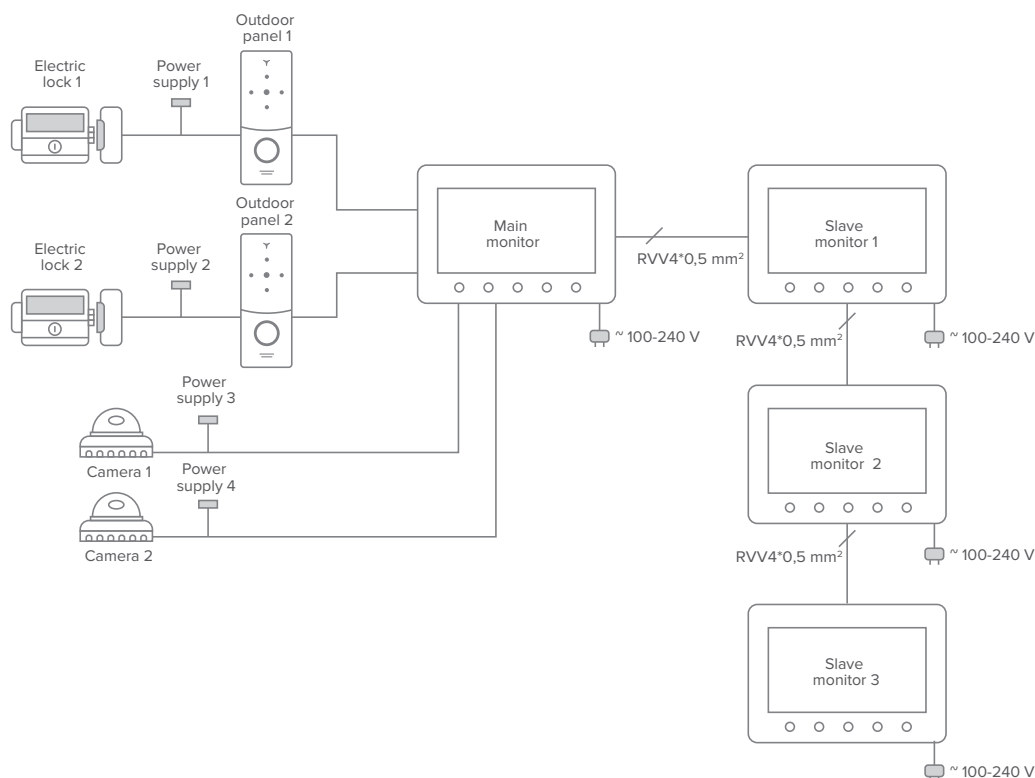 Outdoor
panel 1
Electric
lock 1
Power
supply 1
Outdoor
panel 2
Electric
lock 2
Power
supply 2
Main
monitor
Slave
monitor 1
RVV4*0,5 mm²
~ 100-240 V
RVV4*0,5 mm²
~ 100-240 V
Power
supply 3
Camera 1
Power
supply 4
Camera 2
Slave
monitor 2
RVV4*0,5 mm²
~ 100-240 V
Slave
monitor 3
~ 100-240 V